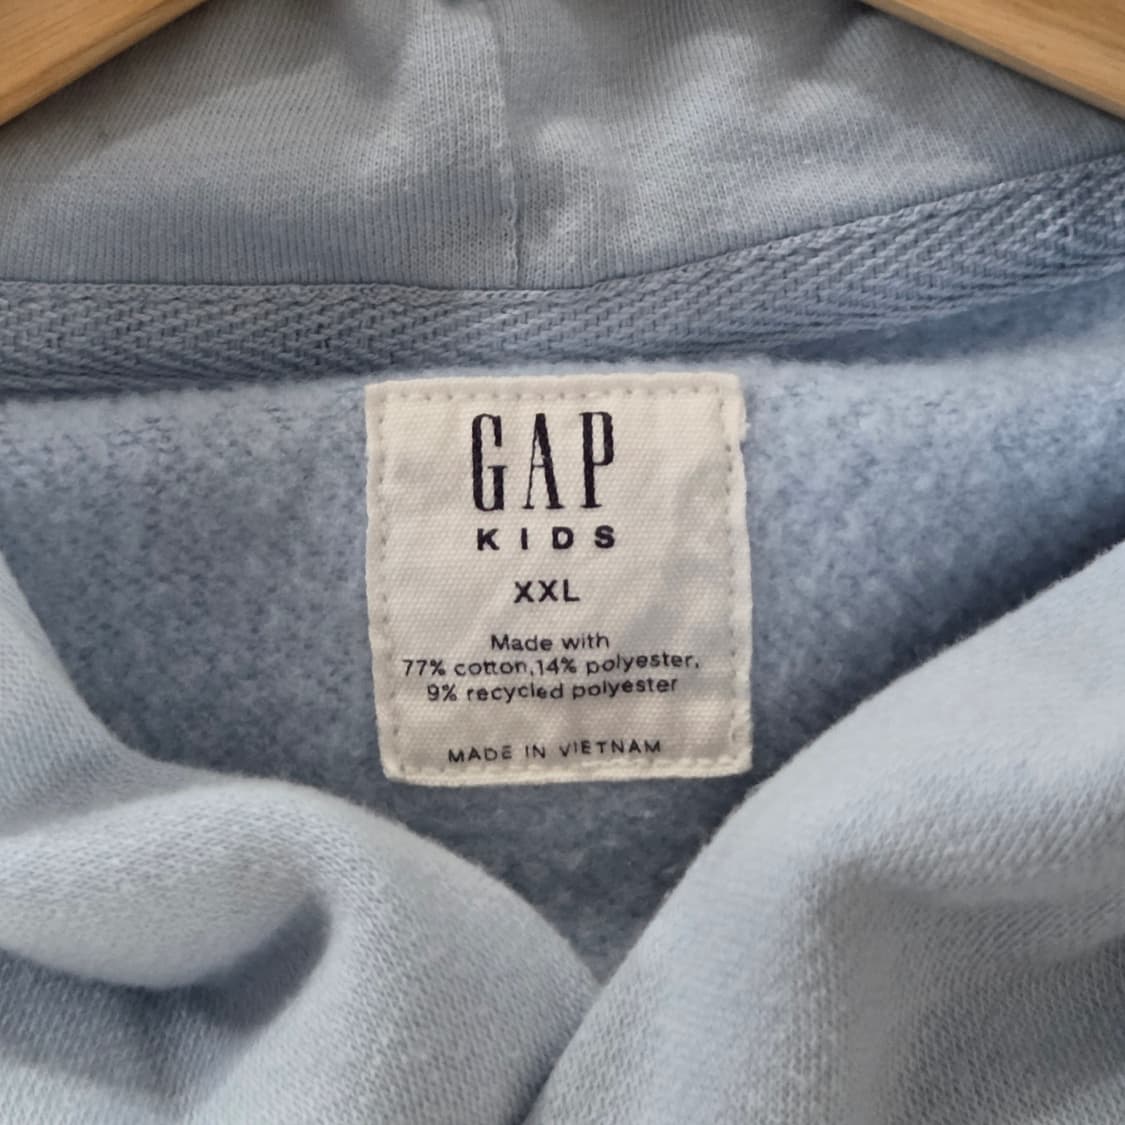 GAP
KIDS
XXL
Made with
77% cotton,14% polyester,
9% recycled polyester
MADE IN VIETNAM